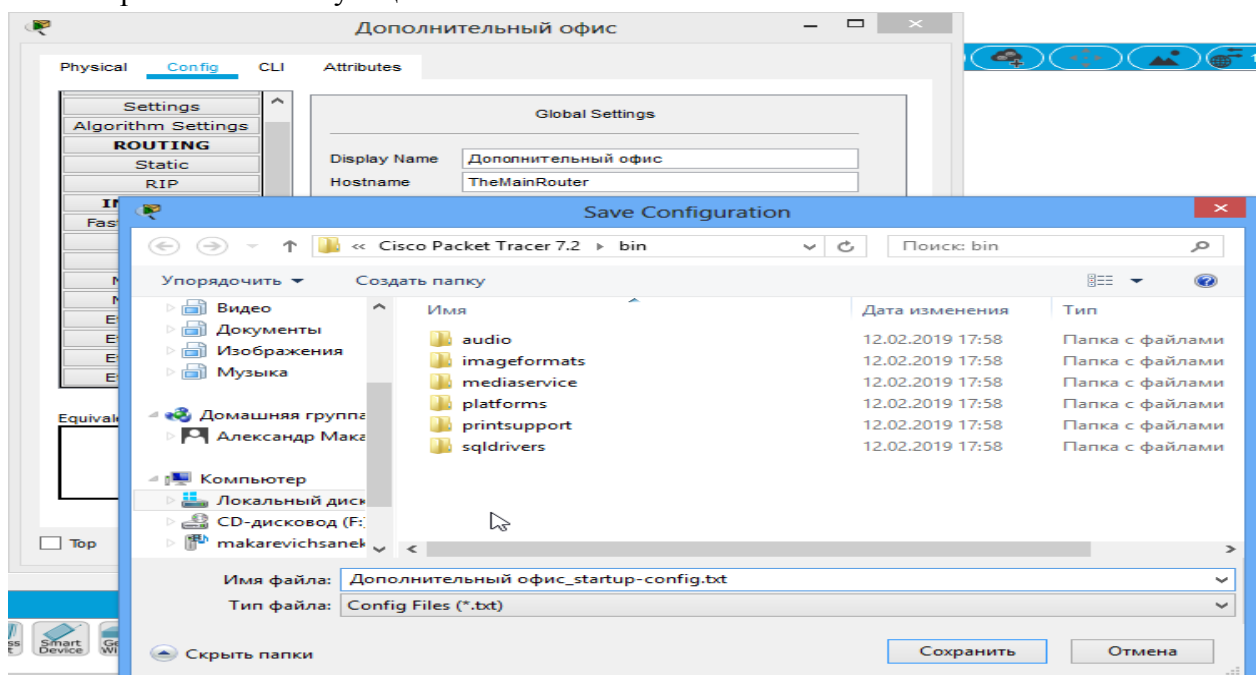 Дополнительный офис
Physical Config CLI Attributes
Settings
Algorithm Settings
ROUTING
Static
RIP
Global Settings
Display Name Дополнительный офис
Hostname TheMainRouter
Save Configuration
« Cisco Packet Tracer 7.2 bin
Поиск: bin
Упорядочить Создать папку
Видео
Документы
Изображения
Музыка
Домашняя группа
Александр Мака
Компьютер
Локальный диск
CD-дисковод (F:
makarevichsanek
Имя Дата изменения Тип
audio 12.02.2019 17:58 Папка с файлами
imageformats 12.02.2019 17:58 Папка с файлами
mediaservice 12.02.2019 17:58 Папка с файлами
platforms 12.02.2019 17:58 Папка с файлами
printsupport 12.02.2019 17:58 Папка с файлами
sqldrivers 12.02.2019 17:58 Папка с файлами
Top
Имя файла: Дополнительный офис_startup-config.txt
Тип файла: Config Files (*.txt)
Скрыть папки Сохранить Отмена
Smart
Device